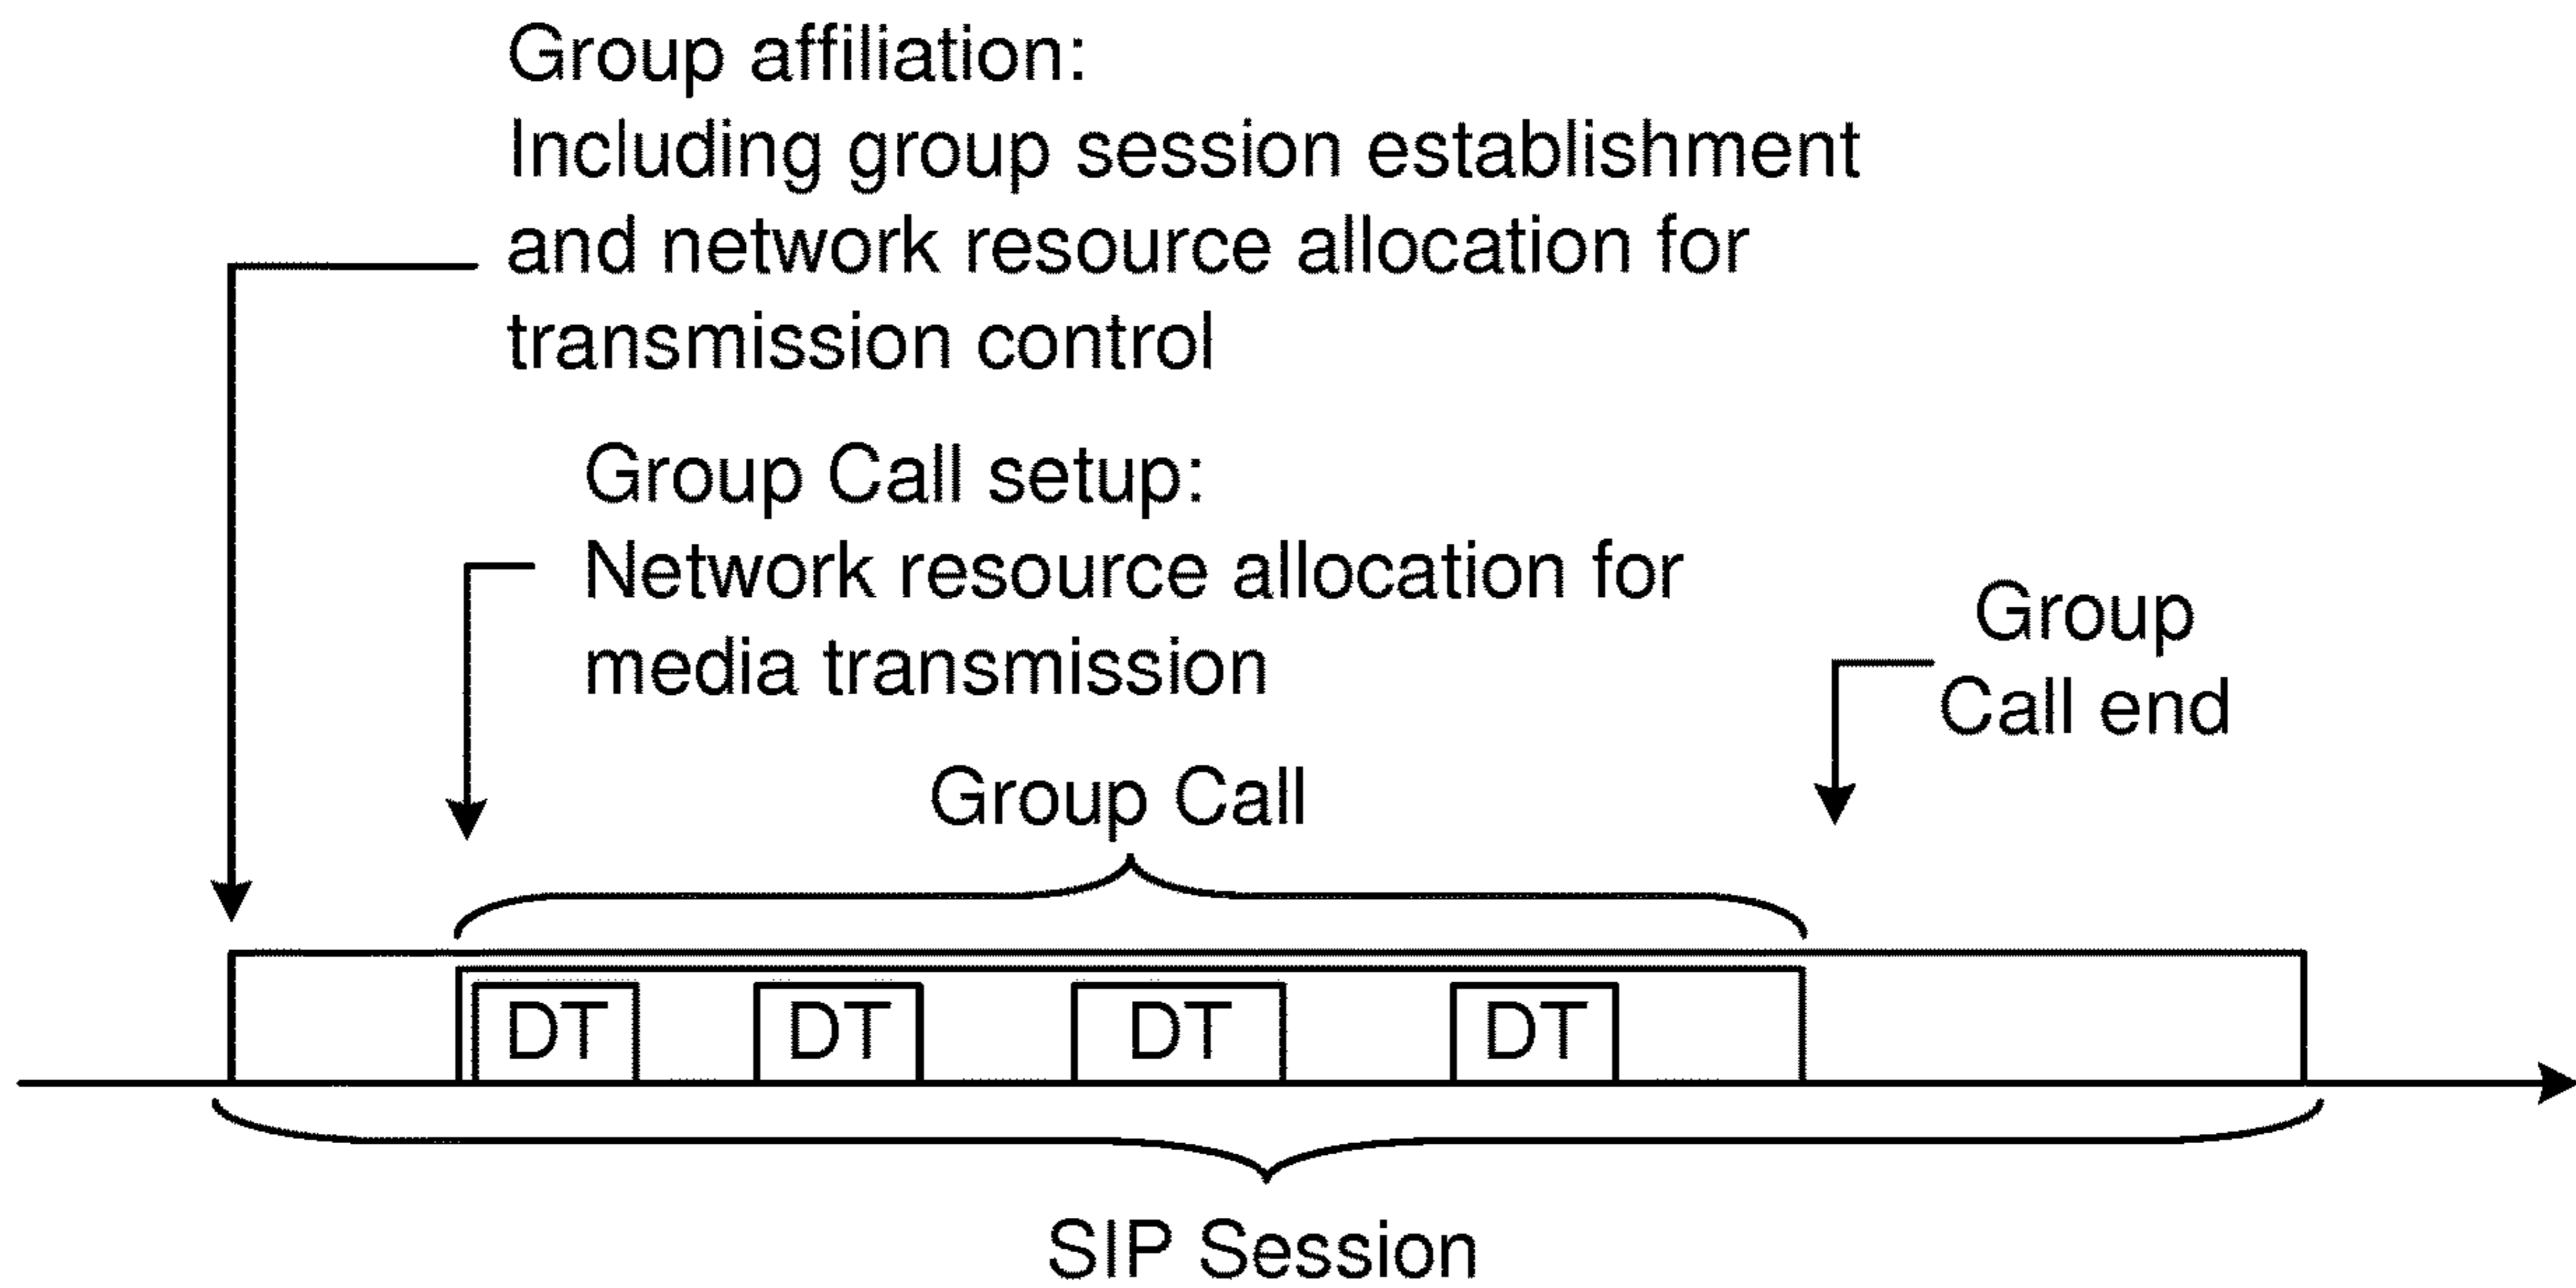 Group affiliation:
Including group session establishment
and network resource allocation for
transmission control
Group Call setup:
Network resource allocation for
media transmission
Group
Call end
Group Call
DT DT DT DT
SIP Session